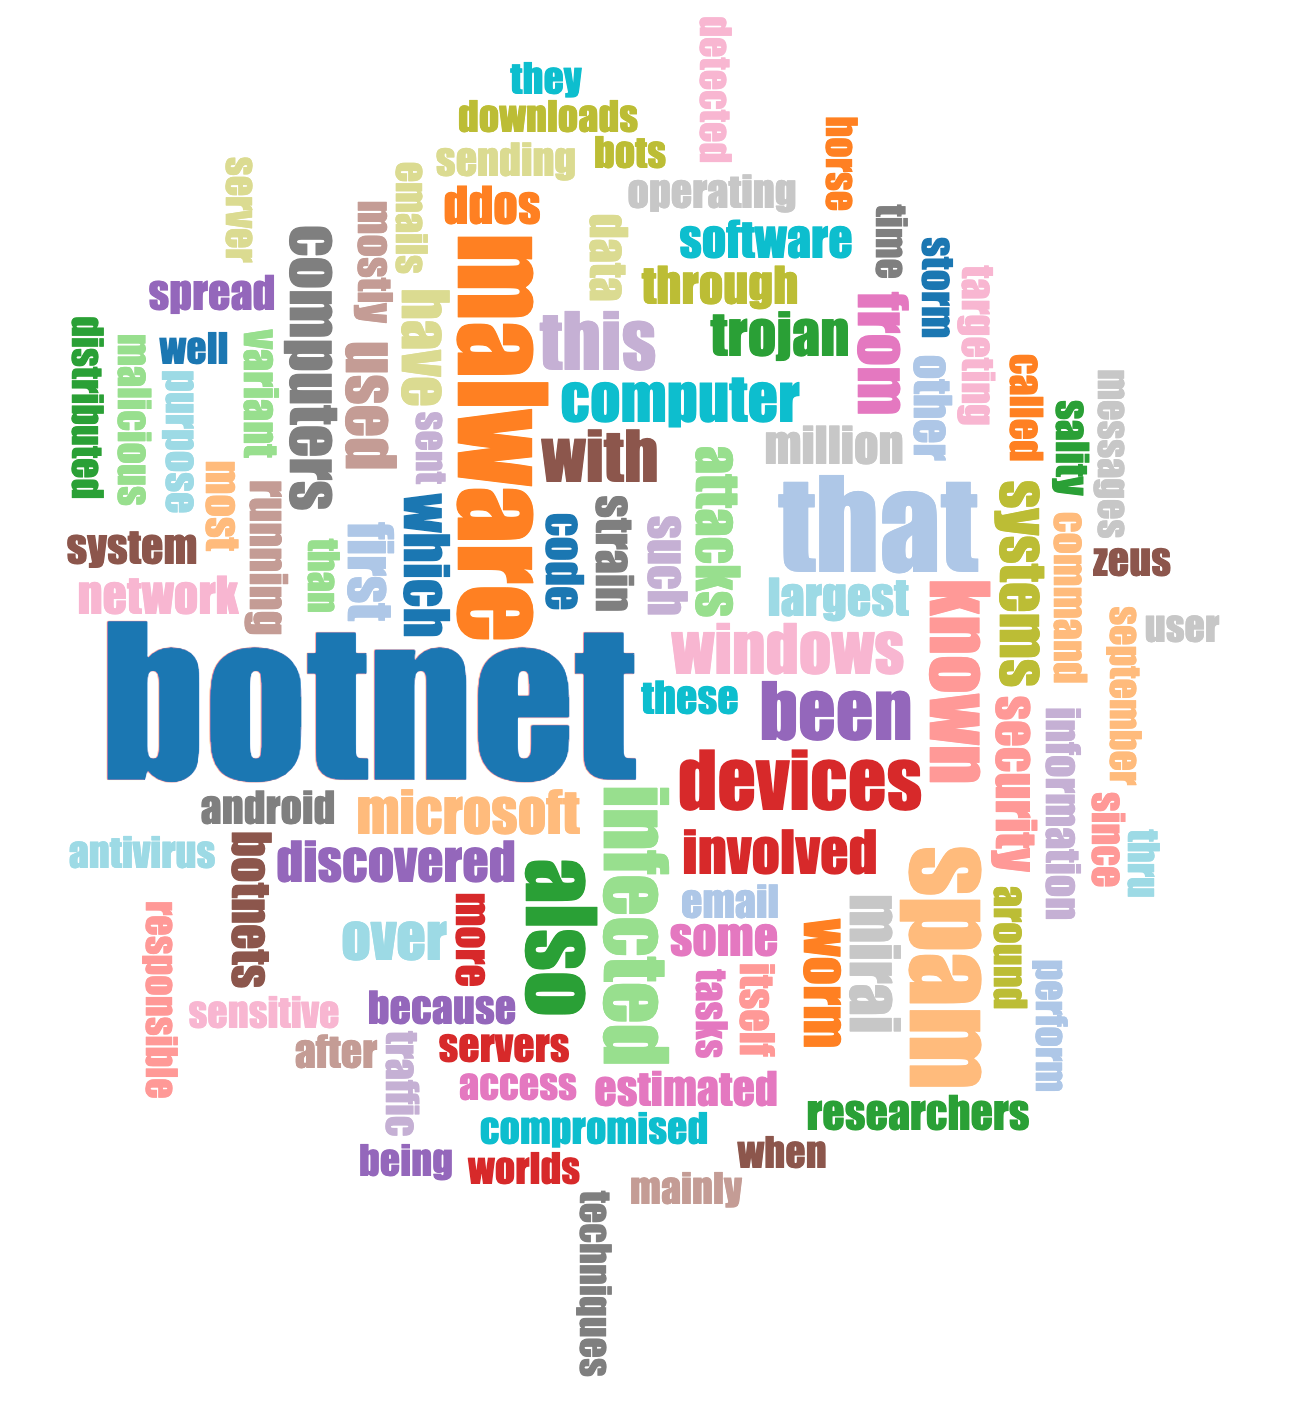 detected
they
downloads
horse
bots
sending
server
emails
operating
ddos
mostly
time
data
software
computers
storm
malware
through
targeting
spread
have
from
this
trojan
distributed
well
malicious
variant
used
other
called
purpose
computer
messages
sality
sent
million
with
attacks
most
that
systems
running
which
strain
code
command
such
first
system
than
zeus
network
largest
known
september
user
botnet
windows
these
been
security
information
devices
android
microsoft
infected
since
antivirus
botnets
discovered
involved
thru
also
spam
email
around
more
mirai
responsible
over
some
worm
perform
itself
tasks
sensitive
because
after
traffic
servers
access
estimated
researchers
compromised
when
being
worlds
mainly
techniques